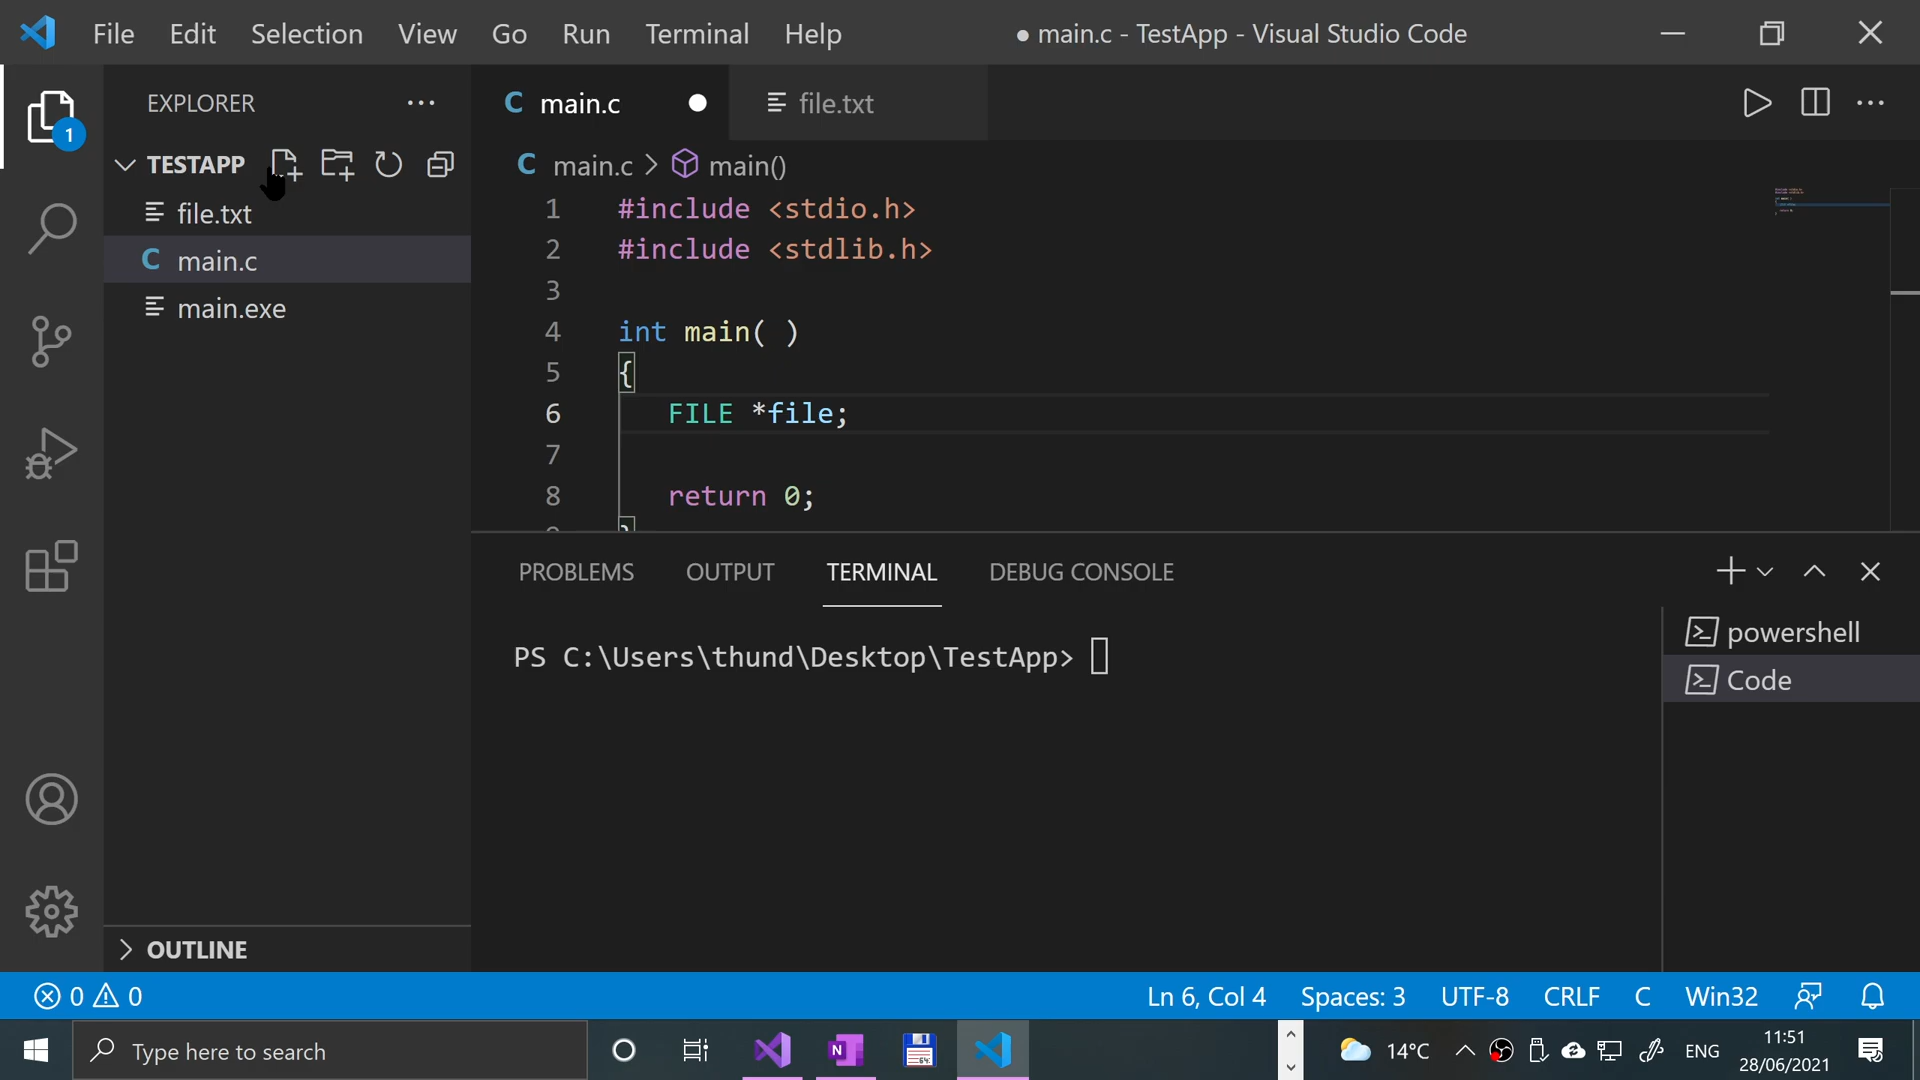 File Edit Selection View Go Run Terminal Help ● main.c - TestApp - Visual Studio Code
EXPLORER
C main.c
file.txt
1
TESTAPP
C main.c > main()
file.txt
C main.c
main.exe
1 #include <stdio.h>
2 #include <stdlib.h>
3
4 int main( )
5 {
6 FILE *file;
7
8 return 0;
PROBLEMS OUTPUT TERMINAL DEBUG CONSOLE
PS C:\Users\thund\Desktop\TestApp>
powershell
Code
OUTLINE
0 0 Ln 6, Col 4 Spaces: 3 UTF-8 CRLF C Win32
Type here to search
N
64
14°C
ENG
11:51
28/06/2021